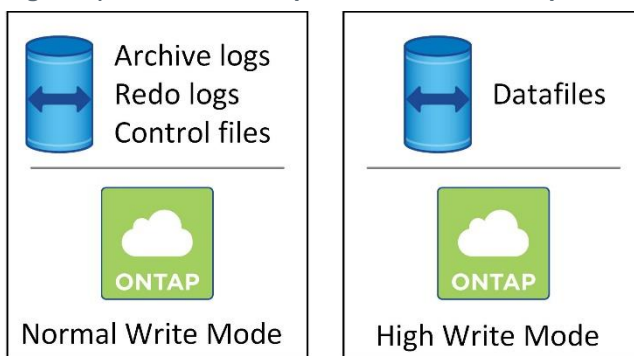 Archive logs
Redo logs
Control files
ONTAP
Normal Write Mode
Datafiles
ONTAP
High Write Mode